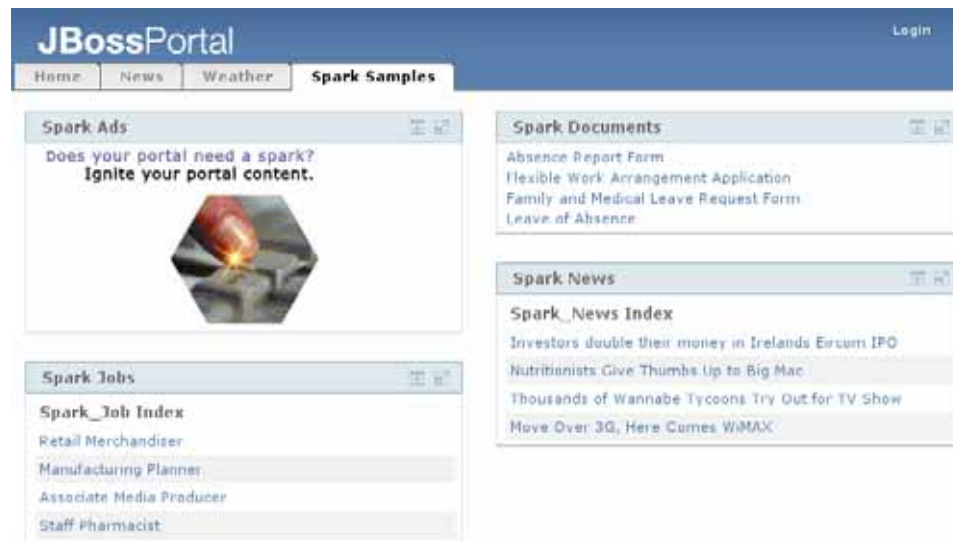 JBossPortal
Login
Home News Weather Spark Samples
Spark Ads
Does your portal need a spark?
Ignite your portal content.
Spark Jobs
Spark_Job Index
Retail Merchandiser
Manufacturing Planner
Associate Media Producer
Staff Pharmacist
Spark Documents
Absence Report Form
Flexible Work Arrangement Application
Family and Medical Leave Request Form
Leave of Absence
Spark News
Spark_News Index
Investors double their money in Irelands Eircom IPO
Nutritionists Give Thumbs Up to Big Mac
Thousands of Wannabe Tycoons Try Out for TV Show
Move Over 3G, Here Comes WiMAX